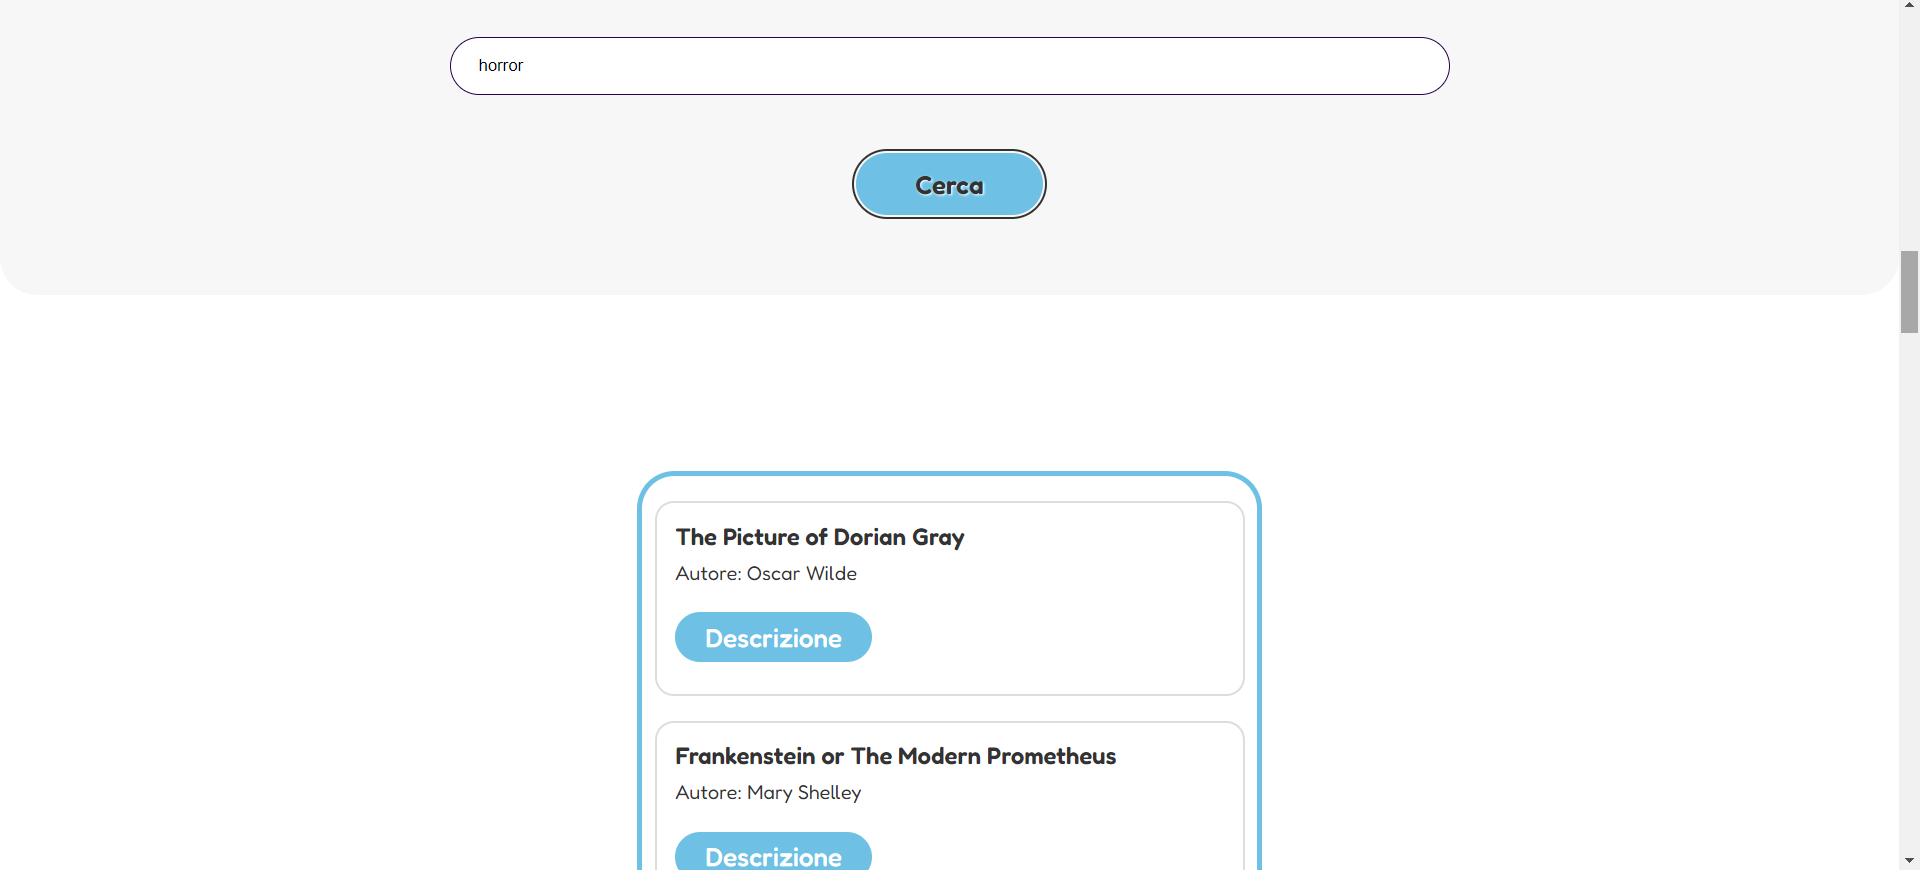 horror
Cerca
The Picture of Dorian Gray
Autore: Oscar Wilde
Descrizione
Frankenstein or The Modern Prometheus
Autore: Mary Shelley
Descrizione